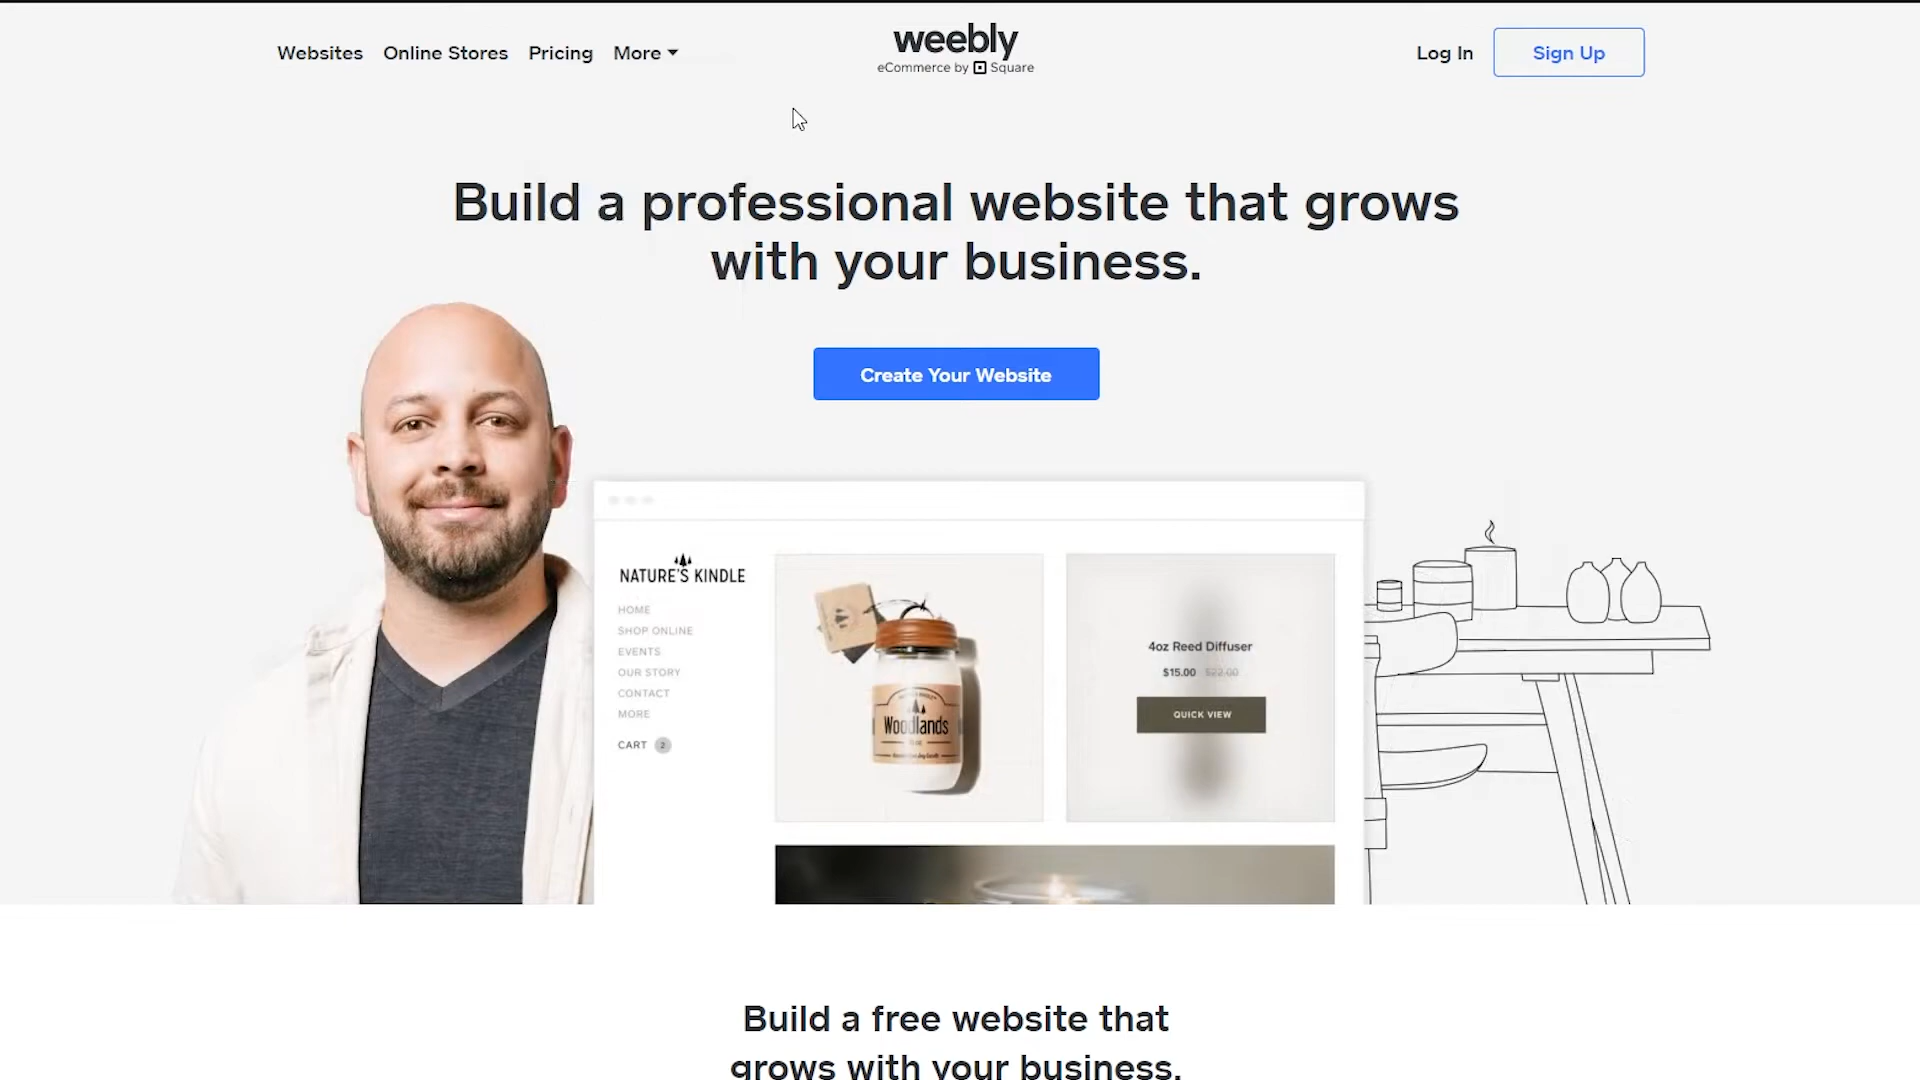 Websites Online Stores Pricing More
weebly
eCommerce by Square
Log In
Sign Up
Build a professional website that grows
with your business.
Create Your Website
NATURE'S KINDLE
HOME
SHOP ONLINE
EVENTS
OUR STORY
CONTACT
MORE
CART 2
Woodlands
4oz Reed Diffuser
$15.00 $22.00
QUICK VIEW
Build a free website that
grows with your business.